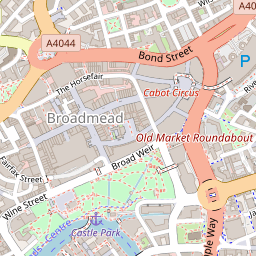 A4044
A40
Bond Street
P
The Horsefair
Cabot Circus
Broadmead
Old Market Roundabout
Broad Weir
Fairfax Street
Wine Street
Castle Park